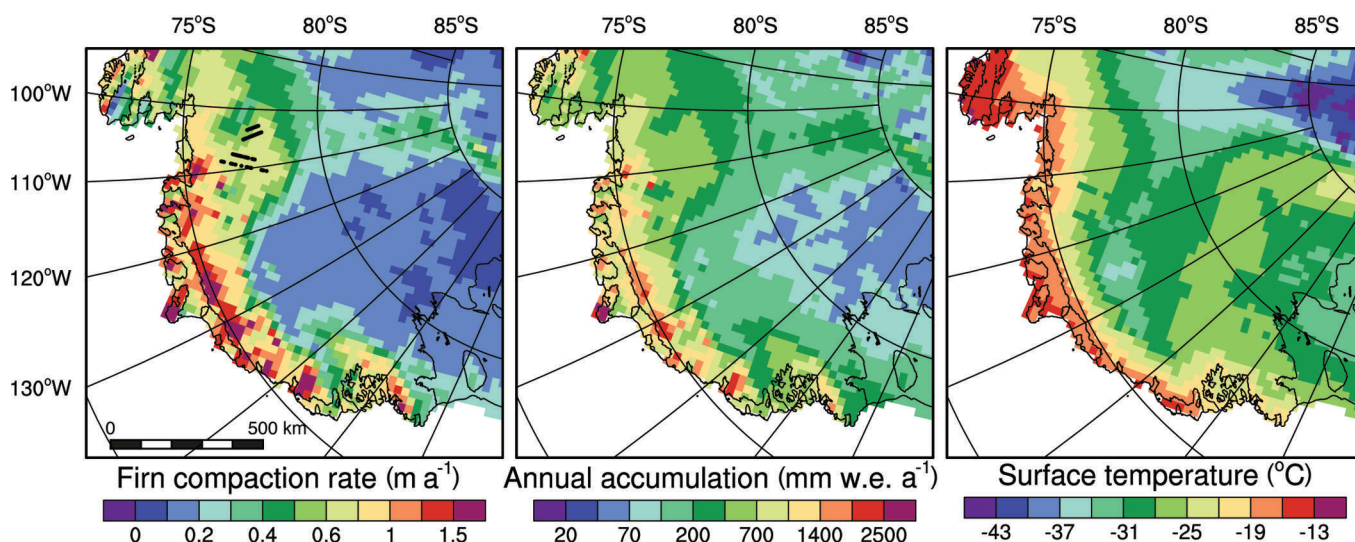 75°S 80°S 85°S 75°S 80°S 85°S 75°S 80°S 85°S
100°W
110°W
120°W
130°W
0 500 km
Firn compaction rate (m a⁻¹) Annual accumulation (mm w.e. a⁻¹) Surface temperature (°C)
0 0.2 0.4 0.6 1 1.5 20 70 200 700 1400 2500 -43 -37 -31 -25 -19 -13